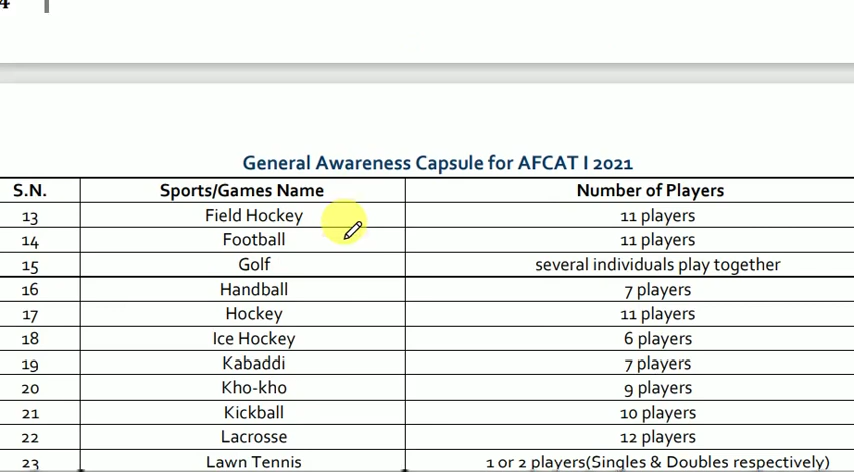 4
General Awareness Capsule for AFCAT I 2021
S.N. Sports/Games Name Number of Players
13 Field Hockey 11 players
14 Football 11 players
15 Golf several individuals play together
16 Handball 7 players
17 Hockey 11 players
18 Ice Hockey 6 players
19 Kabaddi 7 players
20 Kho-kho 9 players
21 Kickball 10 players
22 Lacrosse 12 players
23 Lawn Tennis 1 or 2 players(Singles & Doubles respectively)